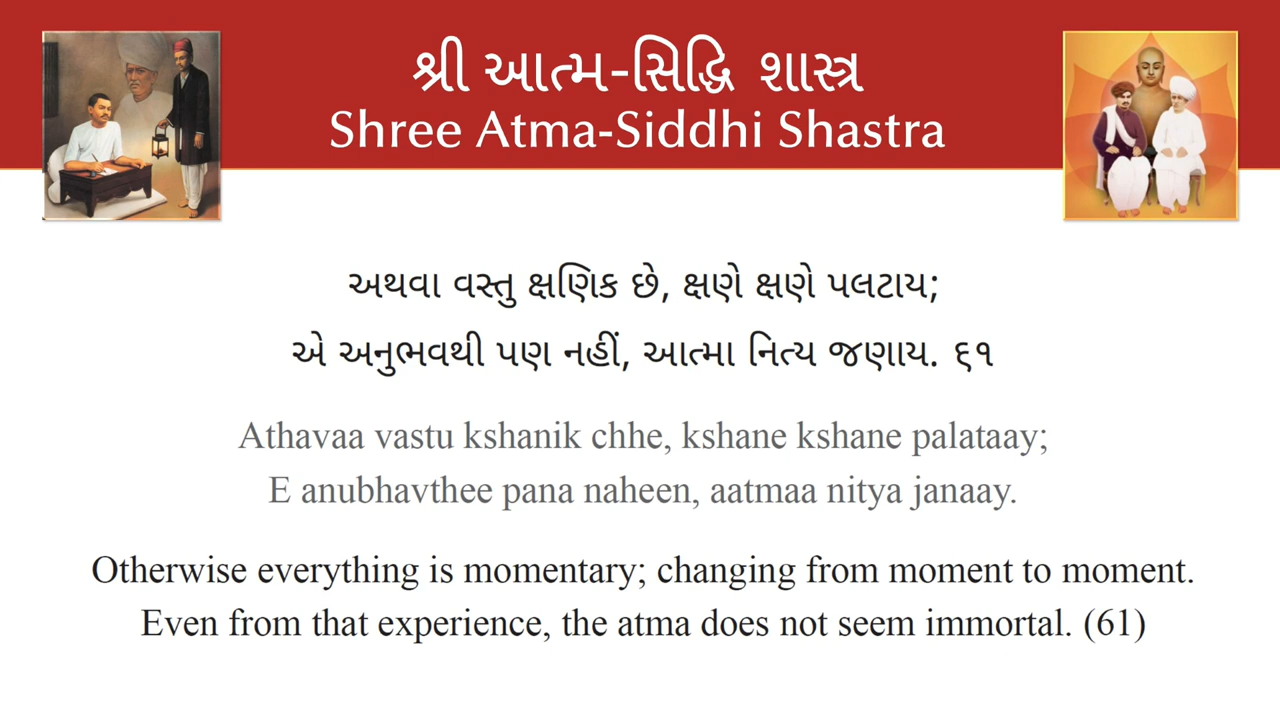 શ્રી આત્મ-સિદ્ધિ શાસ્ત્ર
Shree Atma-Siddhi Shastra
અથવા વસ્તુ ક્ષણિક છે, ક્ષણે ક્ષણે પલટાય;
એ અનુભવથી પણ નહીં, આત્મા નિત્ય જણાય. ૬૧
Athavaa vastu kshanik chhe, kshane kshane palataay;
E anubhavthee pana naheen, aatmaa nitya janaay.
Otherwise everything is momentary; changing from moment to moment.
Even from that experience, the atma does not seem immortal. (61)